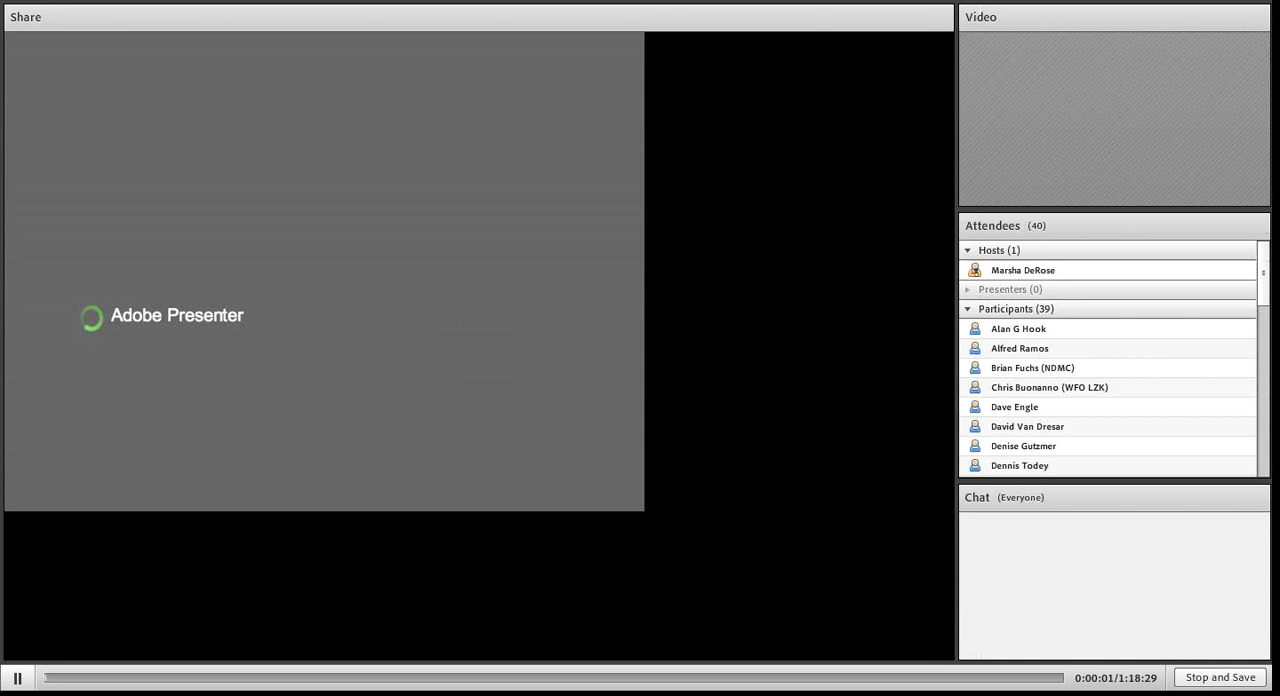 Share
Adobe Presenter
Video
Attendees (40)
Hosts (1)
Marsha DeRose
Presenters (0)
Participants (39)
Alan G Hook
Alfred Ramos
Brian Fuchs (NDMC)
Chris Buonanno (WFO LZK)
Dave Engle
David Van Dresar
Denise Gutzmer
Dennis Todey
Chat (Everyone)
0:00:01/1:18:29
Stop and Save